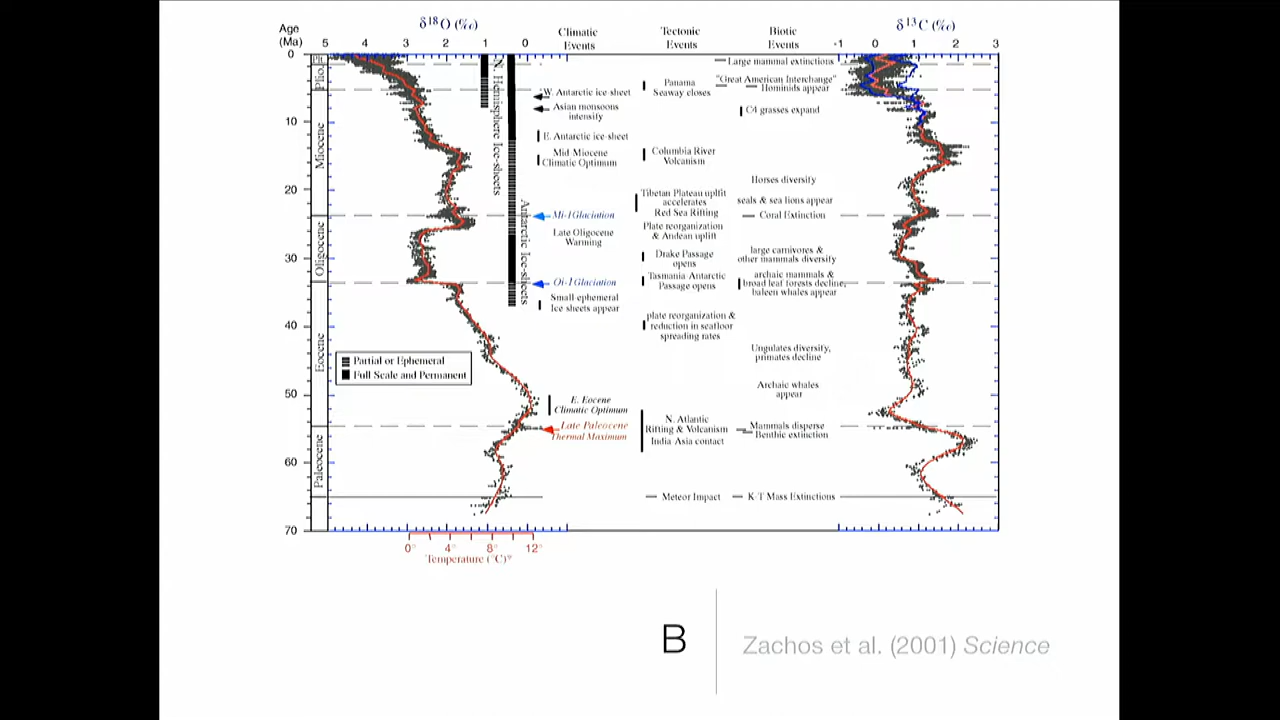 δ18O (‰)
δ13C (‰)
Age
(Ma)
5 4 3 2 1 0
Climatic
Events
Tectonic
Events
Biotic
Events
-1 0 1 2 3
0
10
20
30
40
50
60
70
Plio.
Miocene
Oligocene
Eocene
Paleocene
N. Hemisphere Ice-sheets
Antarctic Ice-sheets
W. Antarctic ice-sheet
Asian monsoons
intensify
E. Antarctic ice-sheet
Mid-Miocene
Climatic Optimum
Mi-1 Glaciation
Late Oligocene
Warming
Oi-1 Glaciation
Small-ephemeral
Ice-sheets appear
E. Eocene
Climatic Optimum
Late Paleocene
Thermal Maximum
Panama
Seaway closes
Columbia River
Volcanism
Tibetan Plateau uplift
accelerates
Red Sea Rifting
Plate reorganization
& Andean uplift
Drake Passage
opens
Tasmania-Antarctic
Passage opens
plate reorganization &
reduction in seafloor
spreading rates
N. Atlantic
Rifting & Volcanism
India-Asia contact
Meteor Impact
Large mammal extinctions
"Great American Interchange"
Hominids appear
C4 grasses expand
Horses diversity
seals & sea lions appear
Coral Extinction
large carnivores &
other mammals diversity
archaic mammals &
broad leaf forests decline,
baleen whales appear
Ungulates diversity,
primates decline
Archaic whales
appear
Mammals disperse
Benthic extinction
K-T Mass Extinctions
Partial or Ephemeral
Full Scale and Permanent
0° 4° 8° 12°
Temperature (°C)*
B
Zachos et al. (2001) Science